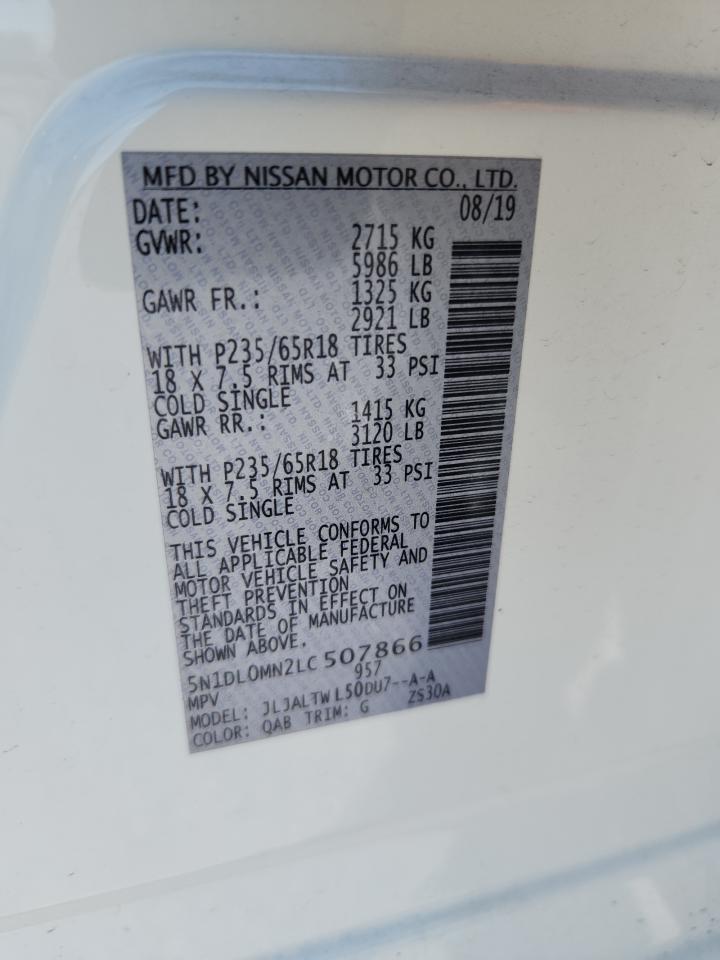 MFD BY NISSAN MOTOR CO., LTD.
DATE: 08/19
GVWR: 2715 KG
5986 LB
GAWR FR.: 1325 KG
2921 LB
WITH P235/65R18 TIRES
18 X 7.5 RIMS AT 33 PSI
COLD SINGLE
GAWR RR.: 1415 KG
3120 LB
WITH P235/65R18 TIRES
18 X 7.5 RIMS AT 33 PSI
COLD SINGLE
THIS VEHICLE CONFORMS TO
ALL APPLICABLE FEDERAL
MOTOR VEHICLE SAFETY AND
THEFT PREVENTION
STANDARDS IN EFFECT ON
THE DATE OF MANUFACTURE
SHOWN ABOVE.
5N1DL0MN2LC 507866
MPV 957
MODEL: JLJALTW L50DU7--A-A
COLOR: QAB TRIM: G ZS30A